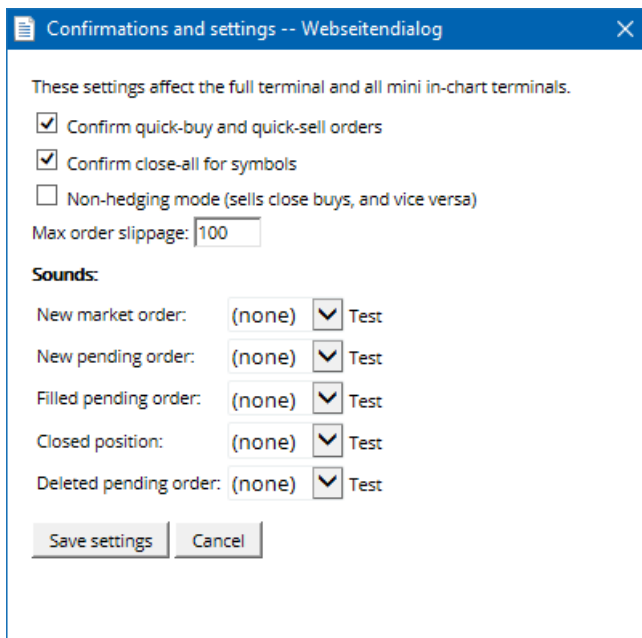 Confirmations and settings -- Webseitendialog
These settings affect the full terminal and all mini in-chart terminals.
Confirm quick-buy and quick-sell orders
Confirm close-all for symbols
Non-hedging mode (sells close buys, and vice versa)
Max order slippage: 100
Sounds:
New market order: (none) Test
New pending order: (none) Test
Filled pending order: (none) Test
Closed position: (none) Test
Deleted pending order: (none) Test
Save settings Cancel